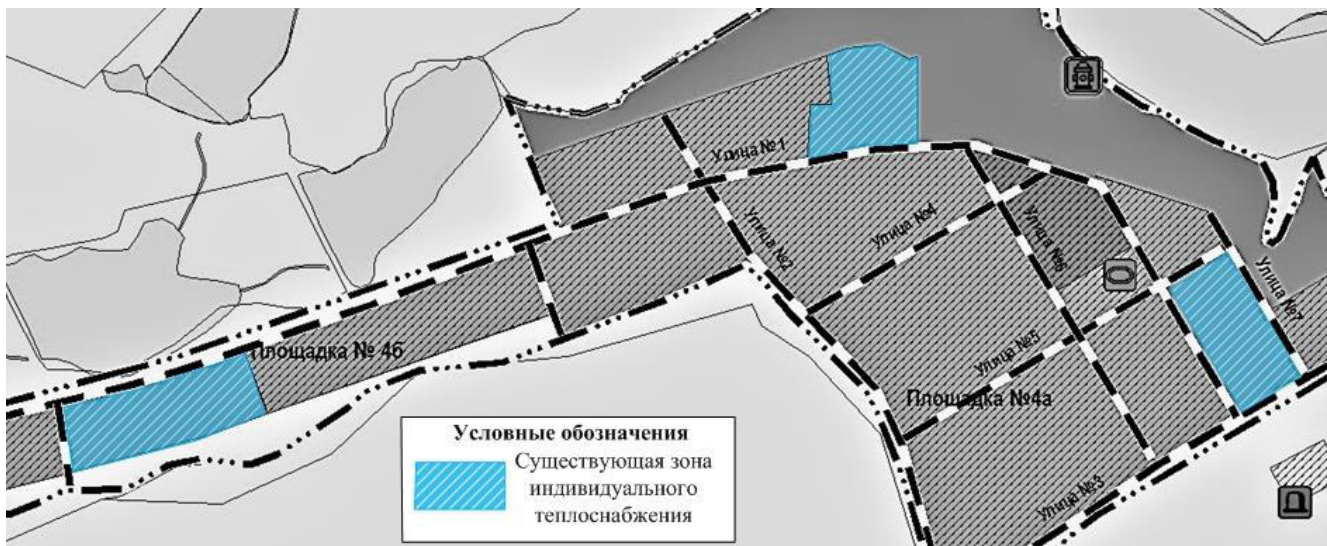 Улица №1
Улица №2
Улица №4
Улица №6
Улица №7
Площадка № 4б
Улица №5
Площадка №4а
Улица №3
Условные обозначения
Существующая зона
индивидуального
теплоснабжения